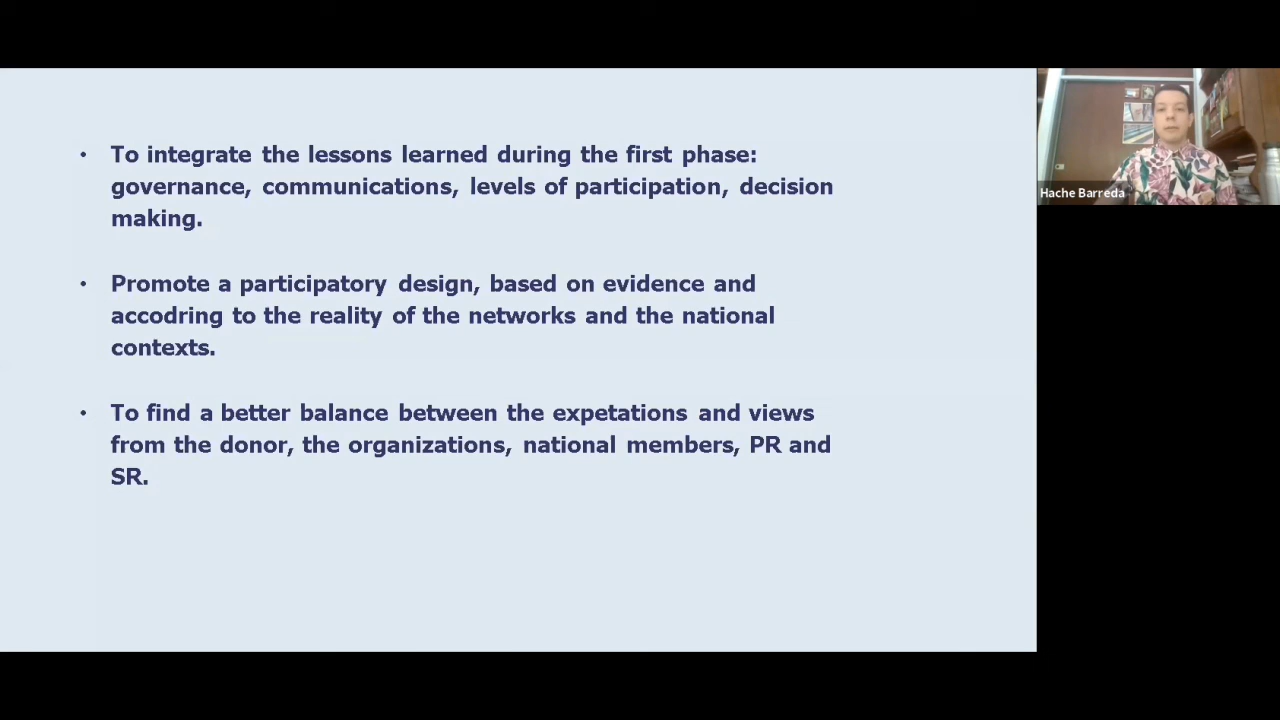 • To integrate the lessons learned during the first phase:
governance, communications, levels of participation, decision
making.
• Promote a participatory design, based on evidence and
accodring to the reality of the networks and the national
contexts.
• To find a better balance between the expetations and views
from the donor, the organizations, national members, PR and
SR.
Hache Barreda